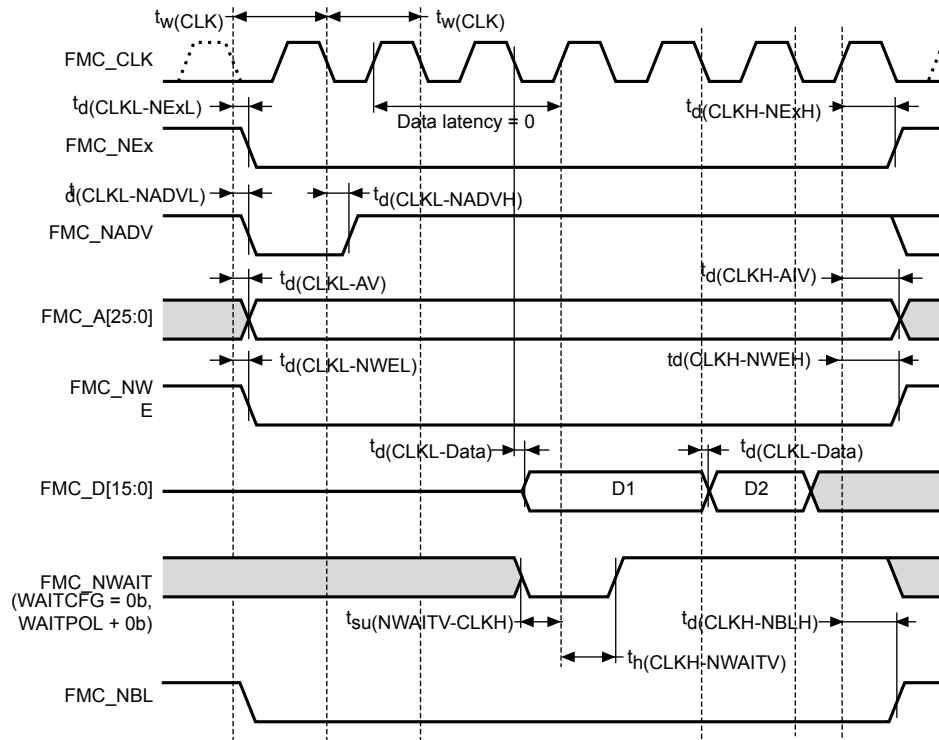 tw(CLK) tw(CLK)
FMC_CLK
td(CLKL-NExL) Data latency = 0 td(CLKH-NExH)
FMC_NEx
td(CLKL-NADVL) td(CLKL-NADVH)
FMC_NADV
td(CLKL-AV) td(CLKH-AIV)
FMC_A[25:0]
td(CLKL-NWEL) td(CLKH-NWEH)
FMC_NW
E
td(CLKL-Data) td(CLKL-Data)
FMC_D[15:0] D1 D2
FMC_NWAIT
(WAITCFG = 0b,
WAITPOL + 0b)
tsu(NWAITV-CLKH) td(CLKH-NBLH)
th(CLKH-NWAITV)
FMC_NBL